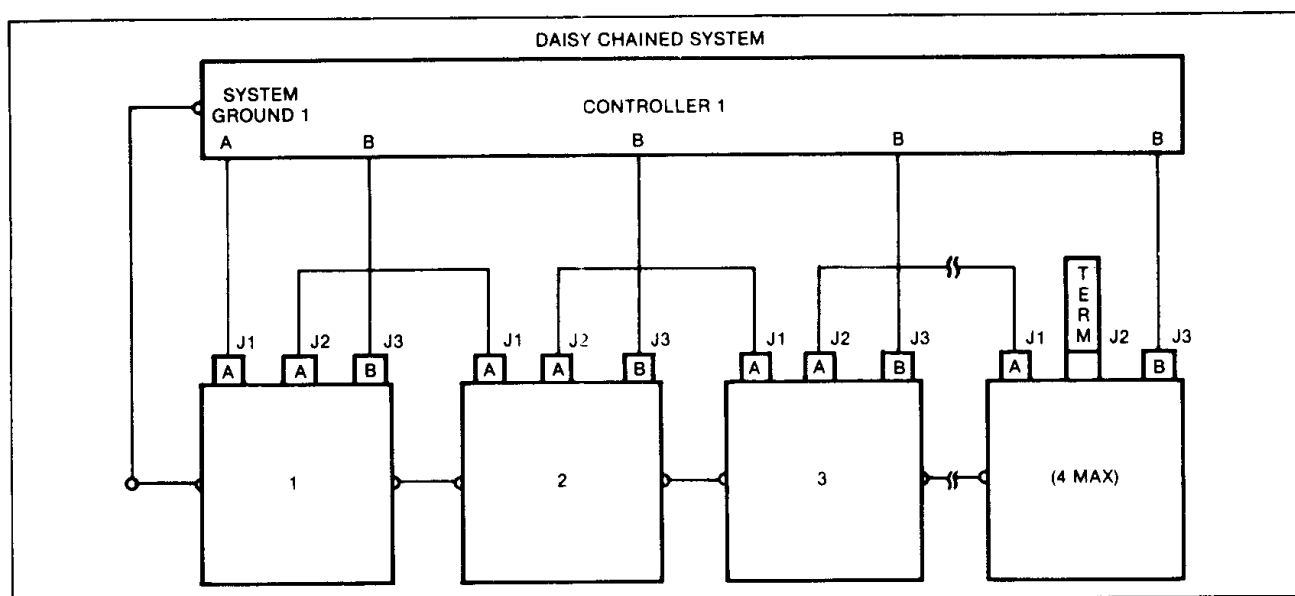 DAISY CHAINED SYSTEM
SYSTEM
GROUND 1
CONTROLLER 1
A B B B B
J1 J2 J3 J1 J2 J3 J1 J2 J3 J1 TERM J2 J3
A A B A A B A A B A B
1 2 3 (4 MAX)